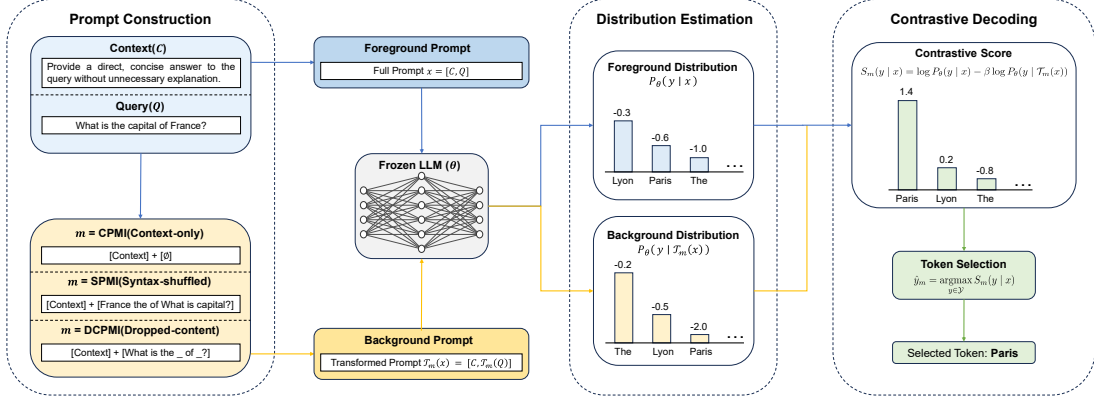 Prompt Construction
Context(C)
Provide a direct, concise answer to the
query without unnecessary explanation.
Query(Q)
What is the capital of France?
m = CPMI(Context-only)
[Context] + [∅]
m = SPMI(Syntax-shuffled)
[Context] + [France the of What is capital?]
m = DCPMI(Dropped-content)
[Context] + [What is the _ of _?]
Foreground Prompt
Full Prompt x = [C, Q]
Frozen LLM (θ)
Background Prompt
Transformed Prompt 𝒯m(x) = [C, 𝒯m(Q)]
Distribution Estimation
Foreground Distribution
Pθ(y | x)
-0.3
-0.6
-1.0
...
Lyon Paris The
Background Distribution
Pθ(y | 𝒯m(x))
-0.2
-0.5
-2.0
...
The Lyon Paris
Contrastive Decoding
Contrastive Score
Sm(y | x) = log Pθ(y | x) − β log Pθ(y | 𝒯m(x))
1.4
0.2
-0.8
...
Paris Lyon The
Token Selection
ŷm = argmax Sm(y | x)
y∈𝒴
Selected Token: Paris